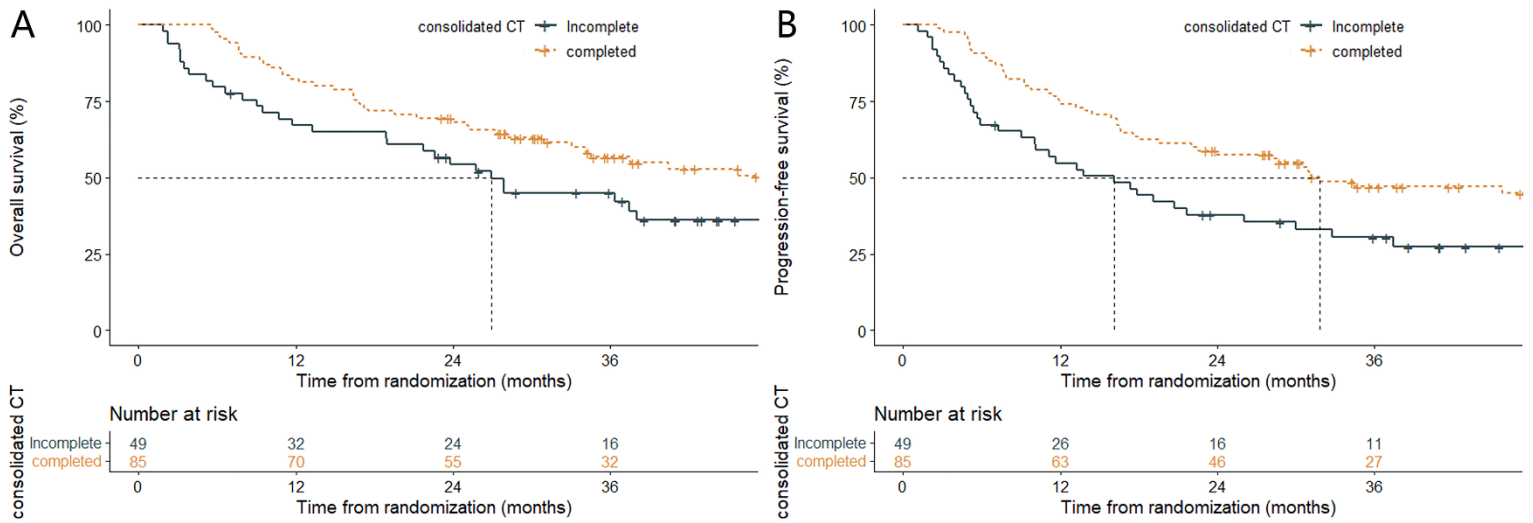 A
consolidated CT Incomplete
completed
Overall survival (%)
100
75
50
25
0
0 12 24 36
Time from randomization (months)
consolidated CT
Number at risk
Incomplete 49 32 24 16
completed 85 70 55 32
0 12 24 36
Time from randomization (months)
B
consolidated CT Incomplete
completed
Progression-free survival (%)
100
75
50
25
0
0 12 24 36
Time from randomization (months)
consolidated CT
Number at risk
Incomplete 49 26 16 11
completed 85 63 46 27
0 12 24 36
Time from randomization (months)